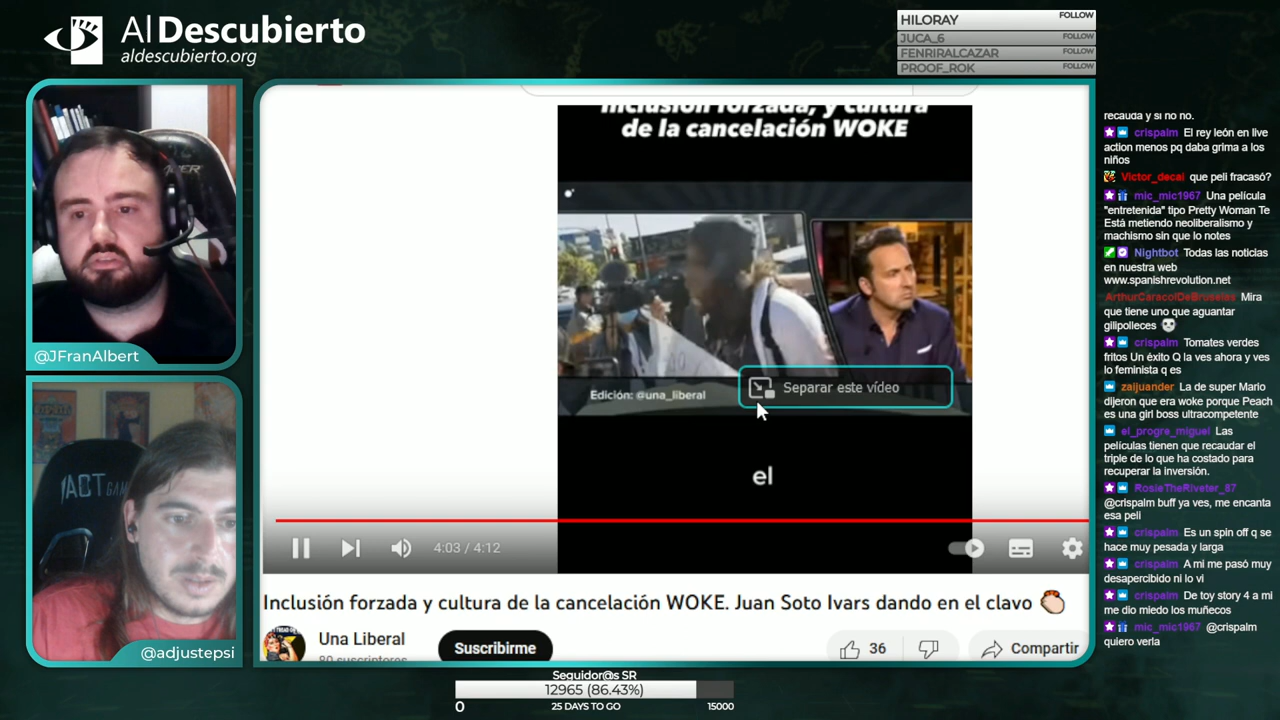 Al Descubierto
aldescubierto.org
HILORAY FOLLOW
JUCA_6 FOLLOW
FENRIRALCAZAR FOLLOW
PROOF_ROK FOLLOW
@JFranAlbert
@adjustepsi
Inclusión forzada, y cultura
de la cancelación WOKE
Edición: @una_liberal
Separar este vídeo
el
4:03 / 4:12
Inclusión forzada y cultura de la cancelación WOKE. Juan Soto Ivars dando en el clavo
Una Liberal
80 suscriptores
Suscribirme
36
Compartir
Seguidor@s SR
12965 (86.43%)
0 25 DAYS TO GO 15000
recauda y si no no.
crispalm El rey león en live
action menos pq daba grima a los
niños
Victor_decai que peli fracasó?
mic_mic1967 Una película
"entretenida" tipo Pretty Woman Te
Está metiendo neoliberalismo y
machismo sin que lo notes
Nightbot Todas las noticias
en nuestra web
www.spanishrevolution.net
ArthurCaracolDeBruselas Mira
que tiene uno que aguantar
gilipolleces
crispalm Tomates verdes
fritos Un éxito Q la ves ahora y ves
lo feminista q es
zaijuander La de super Mario
dijeron que era woke porque Peach
es una girl boss ultracompetente
el_progre_miguel Las
películas tienen que recaudar el
triple de lo que ha costado para
recuperar la inversión.
RosieTheRiveter_87
@crispalm buff ya ves, me encanta
esa peli
crispalm Es un spin off q se
hace muy pesada y larga
crispalm A mi me pasó muy
desapercibido ni lo vi
crispalm De toy story 4 a mi
me dio miedo los muñecos
mic_mic1967 @crispalm
quiero verla